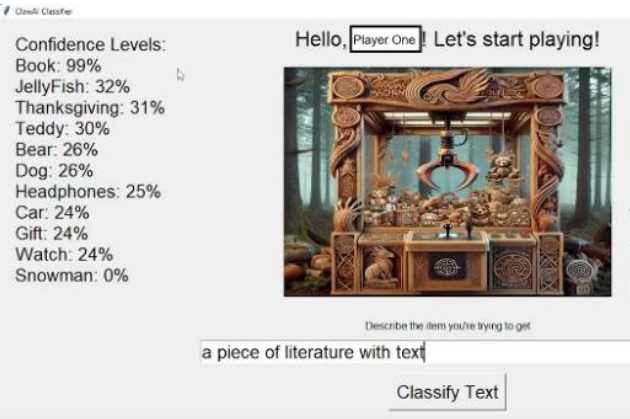 ClawAI Classifier
Hello, Player One! Let's start playing!
Confidence Levels:
Book: 99%
JellyFish: 32%
Thanksgiving: 31%
Teddy: 30%
Bear: 26%
Dog: 26%
Headphones: 25%
Car: 24%
Gift: 24%
Watch: 24%
Snowman: 0%
Describe the item you're trying to get
a piece of literature with text
Classify Text